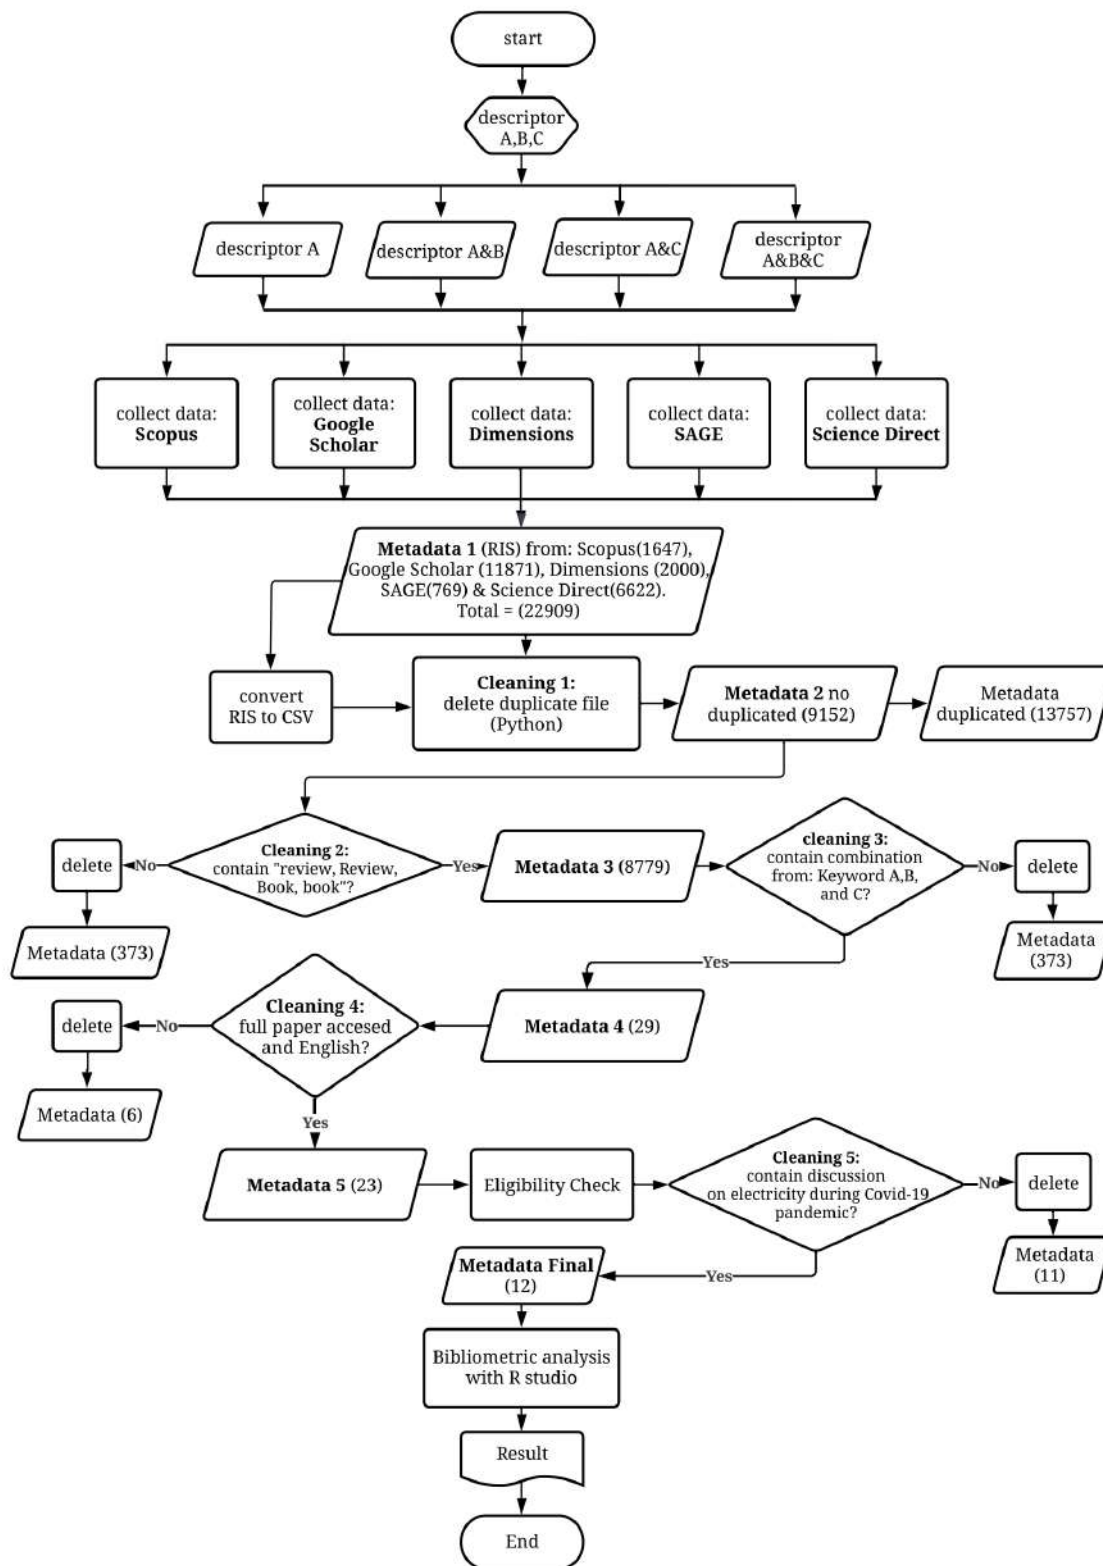 start
descriptor
A,B,C
descriptor A
descriptor A&B
descriptor A&C
descriptor
A&B&C
collect data:
Scopus
collect data:
Google
Scholar
collect data:
Dimensions
collect data:
SAGE
collect data:
Science Direct
Metadata 1 (RIS) from: Scopus(1647),
Google Scholar (11871), Dimensions (2000),
SAGE(769) & Science Direct(6622).
Total = (22909)
convert
RIS to CSV
Cleaning 1:
delete duplicate file
(Python)
Metadata 2 no
duplicated (9152)
Metadata
duplicated (13757)
delete
No
Cleaning 2:
contain "review, Review,
Book, book"?
Yes
Metadata 3 (8779)
cleaning 3:
contain combination
from: Keyword A,B,
and C?
No
delete
Metadata (373)
Metadata
(373)
Yes
delete
No
Cleaning 4:
full paper accesed
and English?
Metadata 4 (29)
Metadata (6)
Yes
Metadata 5 (23)
Eligibility Check
Cleaning 5:
contain discussion
on electricity during Covid-19
pandemic?
No
delete
Metadata
(11)
Yes
Metadata Final
(12)
Bibliometric analysis
with R studio
Result
End